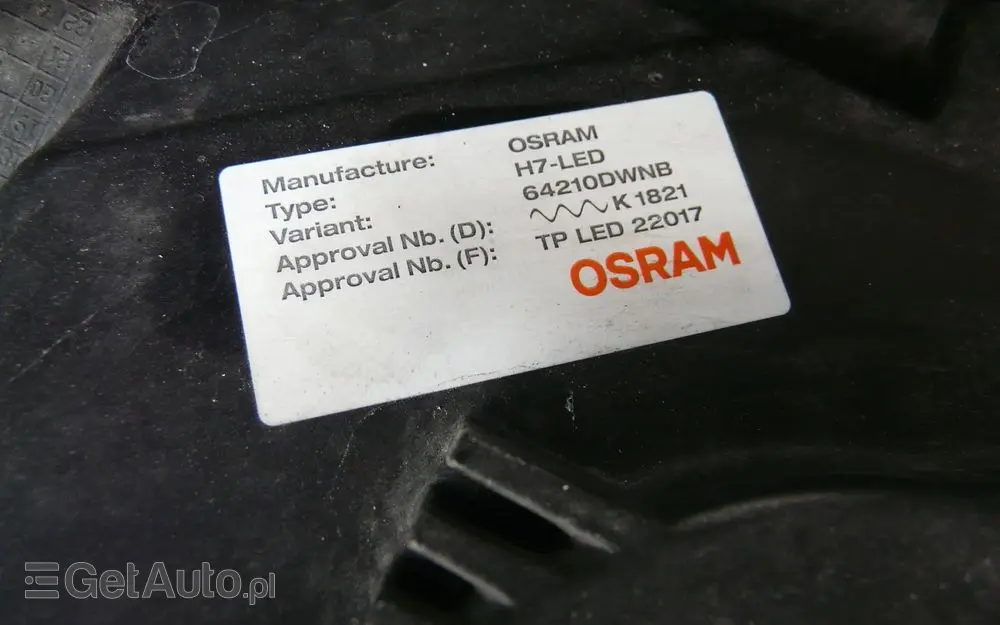 Manufacture: OSRAM
Type: H7-LED
Variant: 64210DWNB
Approval Nb. (D): K 1821
Approval Nb. (F): TP LED 22017
OSRAM
GetAuto.pl